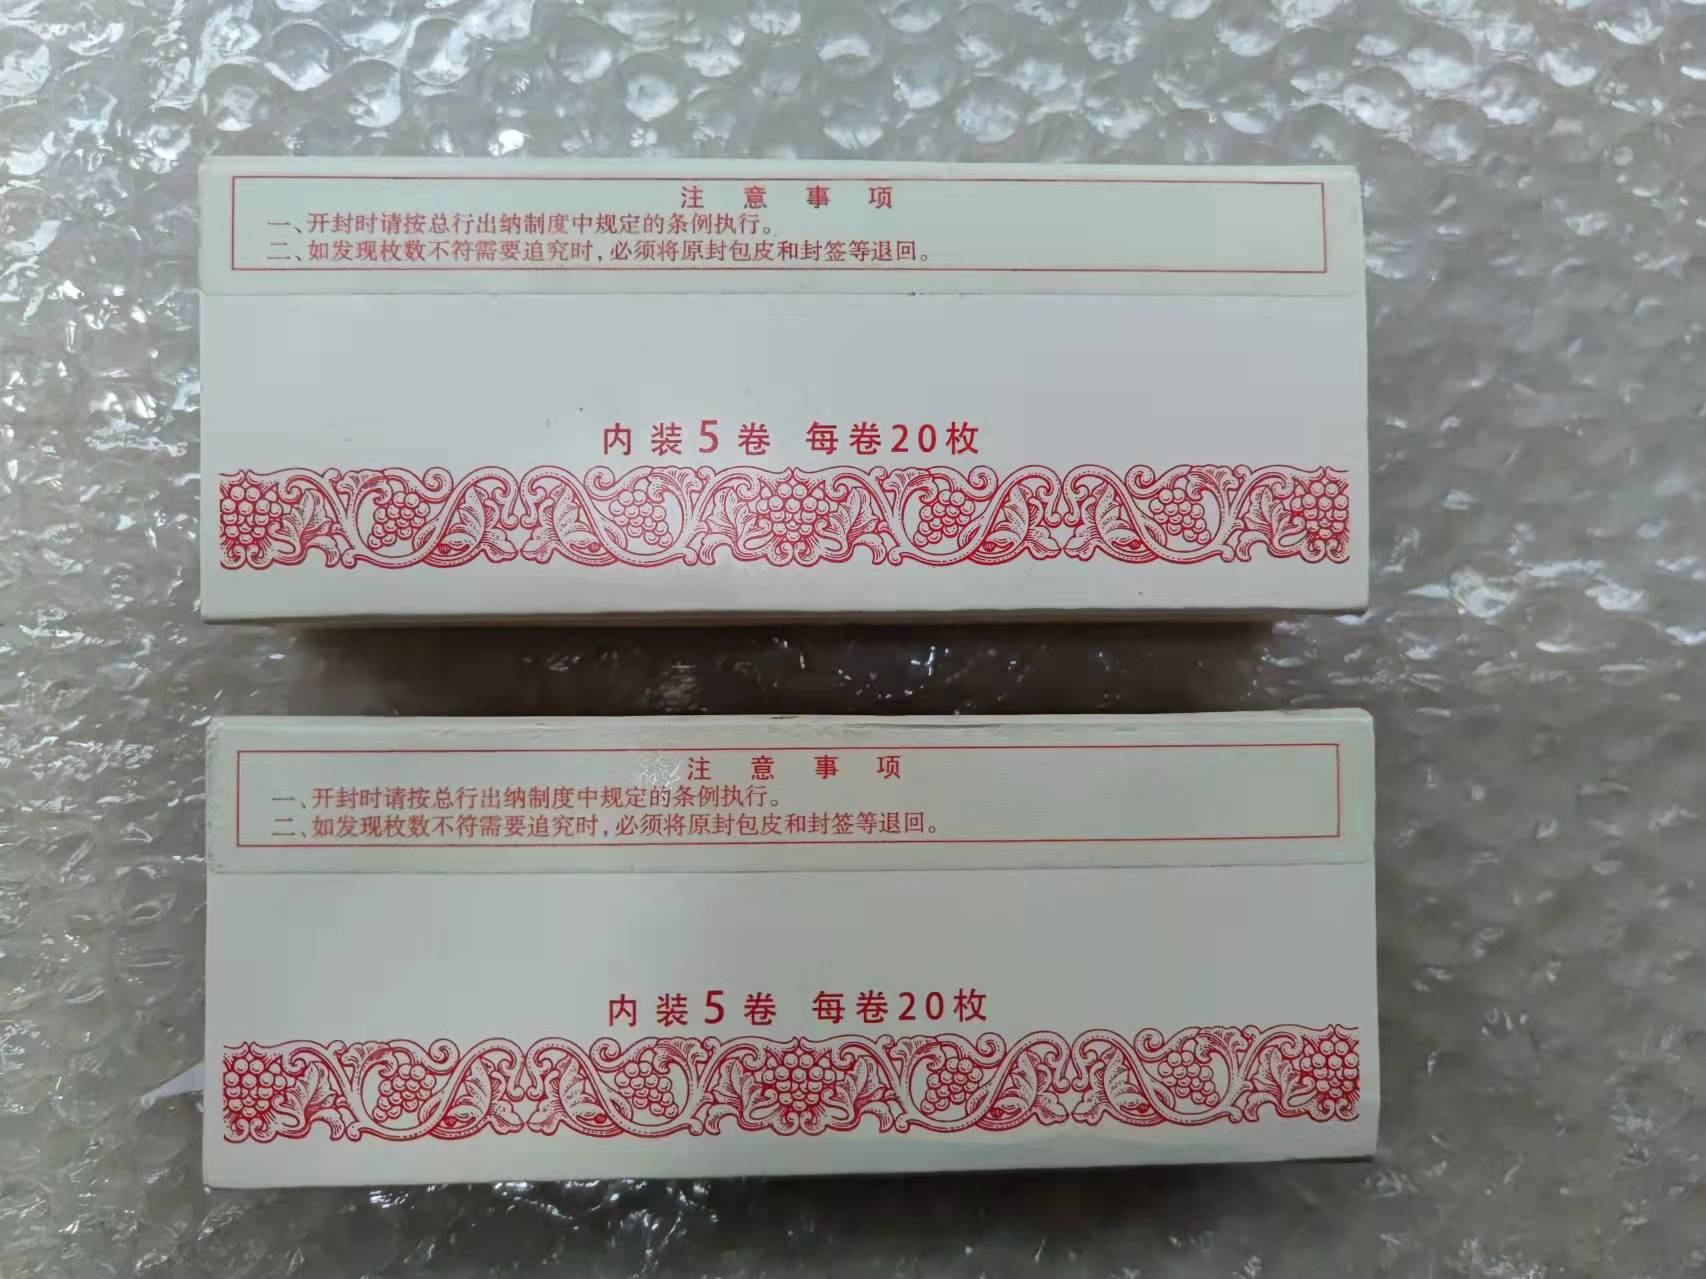 注意事项
一、开封时请按总行出纳制度中规定的条例执行。
二、如发现枚数不符需要追究时,必须将原封包皮和封签等退回。
内装5卷 每卷20枚
注意事项
一、开封时请按总行出纳制度中规定的条例执行。
二、如发现枚数不符需要追究时,必须将原封包皮和封签等退回。
内装5卷 每卷20枚